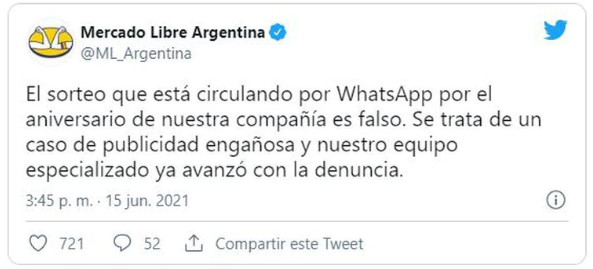 Mercado Libre Argentina
@ML_Argentina
El sorteo que está circulando por WhatsApp por el
aniversario de nuestra compañía es falso. Se trata de un
caso de publicidad engañosa y nuestro equipo
especializado ya avanzó con la denuncia.
3:45 p. m. · 15 jun. 2021
721 52 Compartir este Tweet